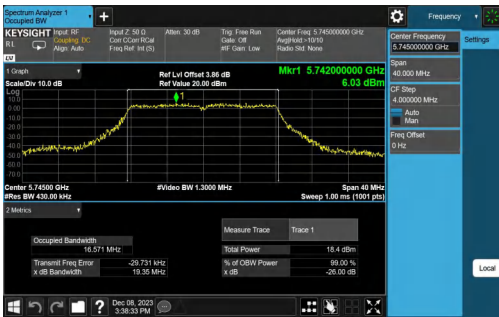 Spectrum Analyzer 1
Occupied BW
Frequency
KEYSIGHT
RL
Input: RF
Coupling: DC
Align: Auto
Input Z: 50 Ω
Corr CCorr RCal
Freq Ref: Int (S)
Atten: 30 dB
Trig: Free Run
Gate: Off
#IF Gain: Low
Center Freq: 5.745000000 GHz
Avg|Hold:>10/10
Radio Std: None
Center Frequency
5.745000000 GHz
Settings
Span
40.000 MHz
CF Step
4.000000 MHz
Auto
Man
Freq Offset
0 Hz
Local
1 Graph
Scale/Div 10.0 dB
Ref Lvl Offset 3.86 dB
Ref Value 20.00 dBm
Mkr1 5.742000000 GHz
6.03 dBm
Log
10.0
0.00
-10.0
-20.0
-30.0
-40.0
-50.0
-60.0
-70.0
1
Center 5.74500 GHz
#Res BW 430.00 kHz
#Video BW 1.3000 MHz
Span 40 MHz
Sweep 1.00 ms (1001 pts)
2 Metrics
Measure Trace
Trace 1
Occupied Bandwidth
16.571 MHz
Total Power
18.4 dBm
Transmit Freq Error
-29.731 kHz
% of OBW Power
99.00 %
x dB Bandwidth
19.35 MHz
x dB
-26.00 dB
?
Dec 08, 2023
3:38:33 PM